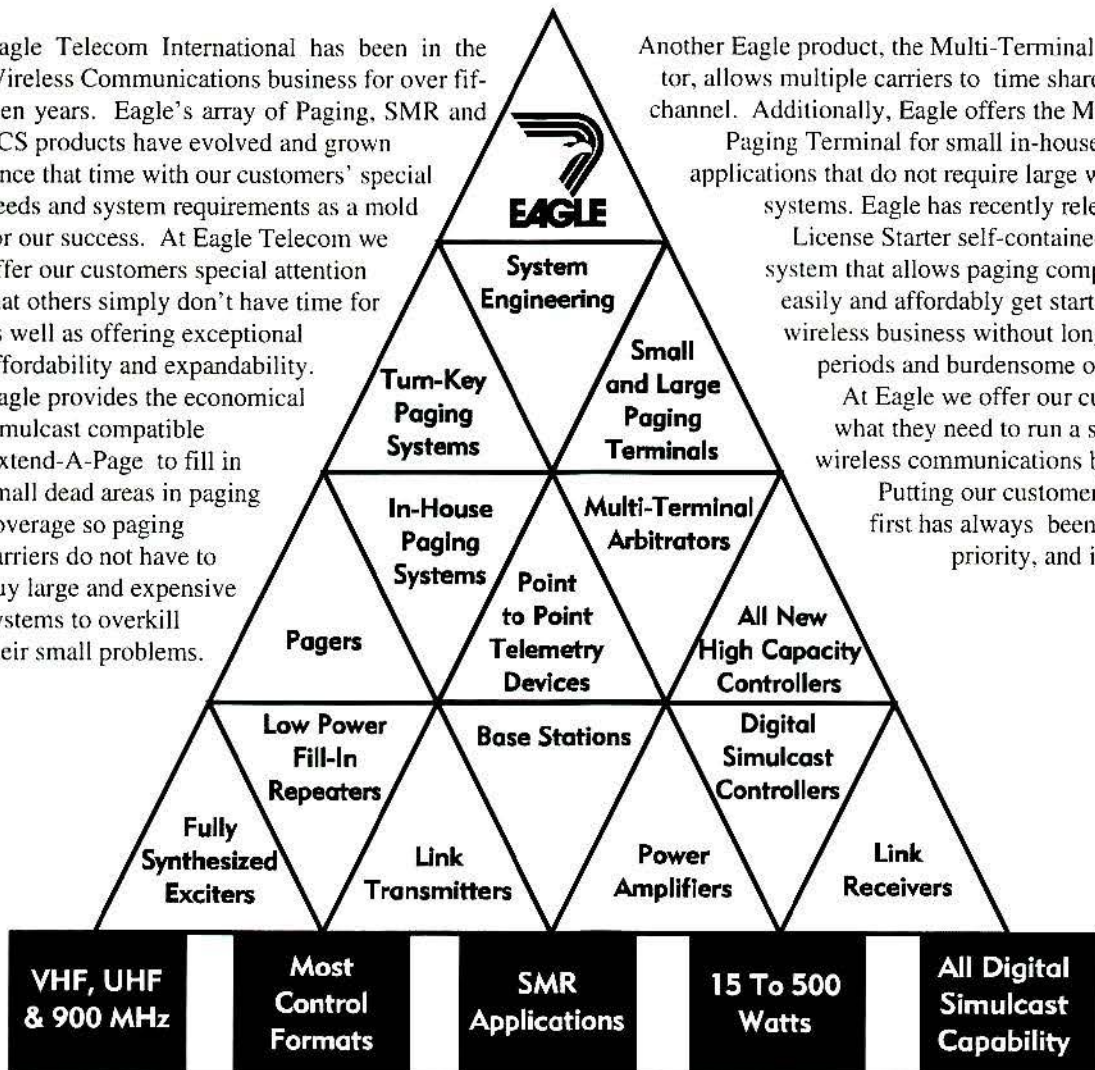 agle Telecom International has been in the
Wireless Communications business for over fif-
en years. Eagle's array of Paging, SMR and
CS products have evolved and grown
nce that time with our customers' special
eeds and system requirements as a mold
or our success. At Eagle Telecom we
ffer our customers special attention
hat others simply don't have time for
s well as offering exceptional
ffordability and expandability.
agle provides the economical
mulcast compatible
xtend-A-Page to fill in
mall dead areas in paging
overage so paging
arriers do not have to
uy large and expensive
ystems to overkill
eir small problems.
Another Eagle product, the Multi-Terminal
tor, allows multiple carriers to time share
channel. Additionally, Eagle offers the M
Paging Terminal for small in-house
applications that do not require large w
systems. Eagle has recently rele
License Starter self-containe
system that allows paging comp
easily and affordably get start
wireless business without long
periods and burdensome o
At Eagle we offer our cu
what they need to run a s
wireless communications b
Putting our customer
first has always been
priority, and i
EAGLE
System
Engineering
Turn-Key
Paging
Systems
Small
and Large
Paging
Terminals
In-House
Paging
Systems
Multi-Terminal
Arbitrators
Pagers
Point
to Point
Telemetry
Devices
All New
High Capacity
Controllers
Low Power
Fill-In
Repeaters
Base Stations
Digital
Simulcast
Controllers
Fully
Synthesized
Exciters
Link
Transmitters
Power
Amplifiers
Link
Receivers
VHF, UHF
& 900 MHz
Most
Control
Formats
SMR
Applications
15 To 500
Watts
All Digital
Simulcast
Capability